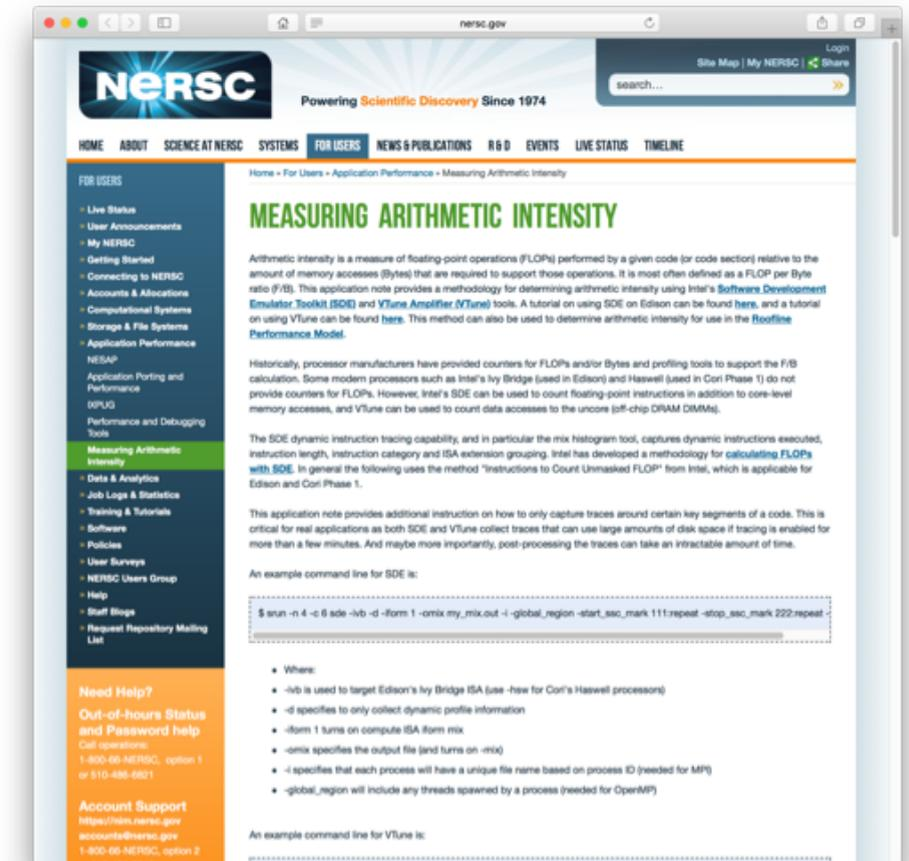 nersc.gov
Login
Site Map | My NERSC | Share
search...
NERSC
Powering Scientific Discovery Since 1974
HOME ABOUT SCIENCE AT NERSC SYSTEMS FOR USERS NEWS & PUBLICATIONS R & D EVENTS LIVE STATUS TIMELINE
FOR USERS
» Live Status
» User Announcements
» My NERSC
» Getting Started
» Connecting to NERSC
» Accounts & Allocations
» Computational Systems
» Storage & File Systems
» Application Performance
NESAP
Application Porting and
Performance
IXPUG
Performance and Debugging
Tools
Measuring Arithmetic
Intensity
» Data & Analytics
» Job Logs & Statistics
» Training & Tutorials
» Software
» Policies
» User Surveys
» NERSC Users Group
» Help
» Staff Blogs
» Request Repository Mailing
List
Need Help?
Out-of-hours Status
and Password help
Call operations:
1-800-66-NERSC, option 1
or 510-486-6821
Account Support
https://nim.nersc.gov
accounts@nersc.gov
1-800-66-NERSC, option 2
Home » For Users » Application Performance » Measuring Arithmetic Intensity
MEASURING ARITHMETIC INTENSITY
Arithmetic intensity is a measure of floating-point operations (FLOPs) performed by a given code (or code section) relative to the
amount of memory accesses (Bytes) that are required to support those operations. It is most often defined as a FLOP per Byte
ratio (F/B). This application note provides a methodology for determining arithmetic intensity using Intel's Software Development
Emulator Toolkit (SDE) and VTune Amplifier (VTune) tools. A tutorial on using SDE on Edison can be found here, and a tutorial
on using VTune can be found here. This method can also be used to determine arithmetic intensity for use in the Roofline
Performance Model.
Historically, processor manufacturers have provided counters for FLOPs and/or Bytes and profiling tools to support the F/B
calculation. Some modern processors such as Intel's Ivy Bridge (used in Edison) and Haswell (used in Cori Phase 1) do not
provide counters for FLOPs. However, Intel's SDE can be used to count floating-point instructions in addition to core-level
memory accesses, and VTune can be used to count data accesses to the uncore (off-chip DRAM DIMMs).
The SDE dynamic instruction tracing capability, and in particular the mix histogram tool, captures dynamic instructions executed,
instruction length, instruction category and ISA extension grouping. Intel has developed a methodology for calculating FLOPs
with SDE. In general the following uses the method "Instructions to Count Unmasked FLOP" from Intel, which is applicable for
Edison and Cori Phase 1.
This application note provides additional instruction on how to only capture traces around certain key segments of a code. This is
critical for real applications as both SDE and VTune collect traces that can use large amounts of disk space if tracing is enabled for
more than a few minutes. And maybe more importantly, post-processing the traces can take an intractable amount of time.
An example command line for SDE is:
$ srun -n 4 -c 6 sde -ivb -d -iform 1 -omix my_mix.out -i -global_region -start_ssc_mark 111:repeat -stop_ssc_mark 222:repeat
• Where:
• -ivb is used to target Edison's Ivy Bridge ISA (use -hsw for Cori's Haswell processors)
• -d specifies to only collect dynamic profile information
• -iform 1 turns on compute ISA iform mix
• -omix specifies the output file (and turns on -mix)
• -i specifies that each process will have a unique file name based on process ID (needed for MPI)
• -global_region will include any threads spawned by a process (needed for OpenMP)
An example command line for VTune is: